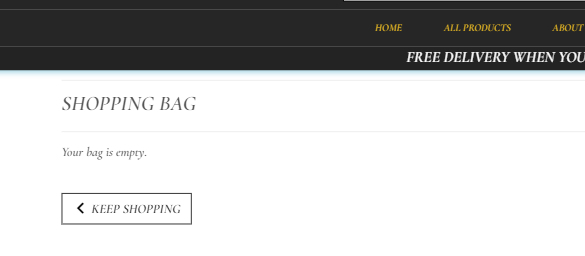 HOME ALL PRODUCTS ABOUT
FREE DELIVERY WHEN YOU
SHOPPING BAG
Your bag is empty.
KEEP SHOPPING